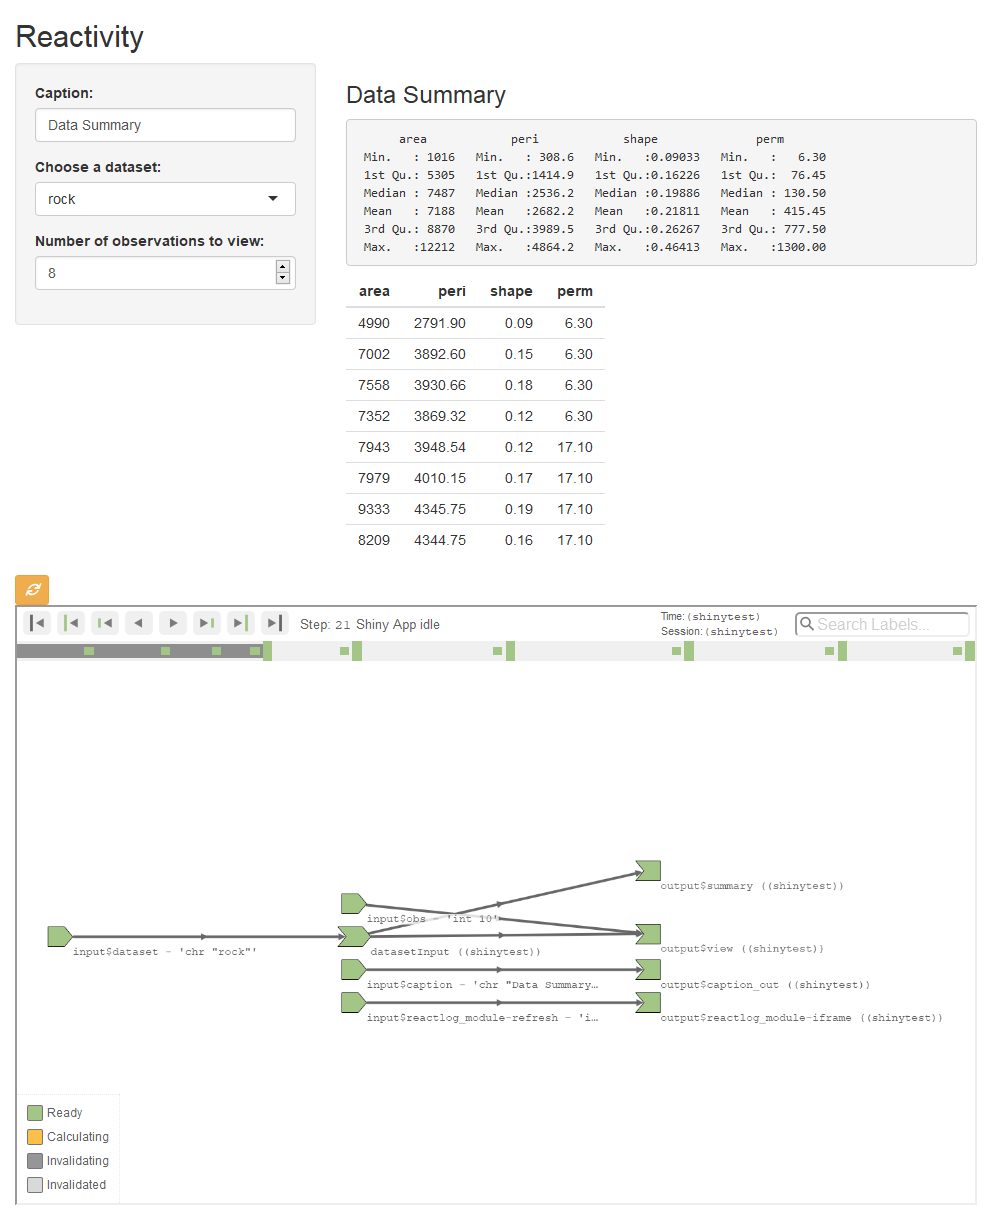 Reactivity
Caption:
Data Summary
Choose a dataset:
rock
Number of observations to view:
8
Data Summary
area peri shape perm
Min. : 1016 Min. : 308.6 Min. :0.09033 Min. : 6.30
1st Qu.: 5305 1st Qu.:1414.9 1st Qu.:0.16226 1st Qu.: 76.45
Median : 7487 Median :2536.2 Median :0.19886 Median : 130.50
Mean : 7188 Mean :2682.2 Mean :0.21811 Mean : 415.45
3rd Qu.: 8870 3rd Qu.:3989.5 3rd Qu.:0.26267 3rd Qu.: 777.50
Max. :12212 Max. :4864.2 Max. :0.46413 Max. :1300.00
area peri shape perm
4990 2791.90 0.09 6.30
7002 3892.60 0.15 6.30
7558 3930.66 0.18 6.30
7352 3869.32 0.12 6.30
7943 3948.54 0.12 17.10
7979 4010.15 0.17 17.10
9333 4345.75 0.19 17.10
8209 4344.75 0.16 17.10
Step: 21 Shiny App idle
Time: (shinytest)
Session: (shinytest)
Search Labels...
output$summary ((shinytest))
input$obs - 'int 10'
input$dataset - 'chr "rock"'
datasetInput ((shinytest))
output$view ((shinytest))
input$caption - 'chr "Data Summary…
output$caption_out ((shinytest))
input$reactlog_module-refresh - 'i…
output$reactlog_module-iframe ((shinytest))
Ready
Calculating
Invalidating
Invalidated